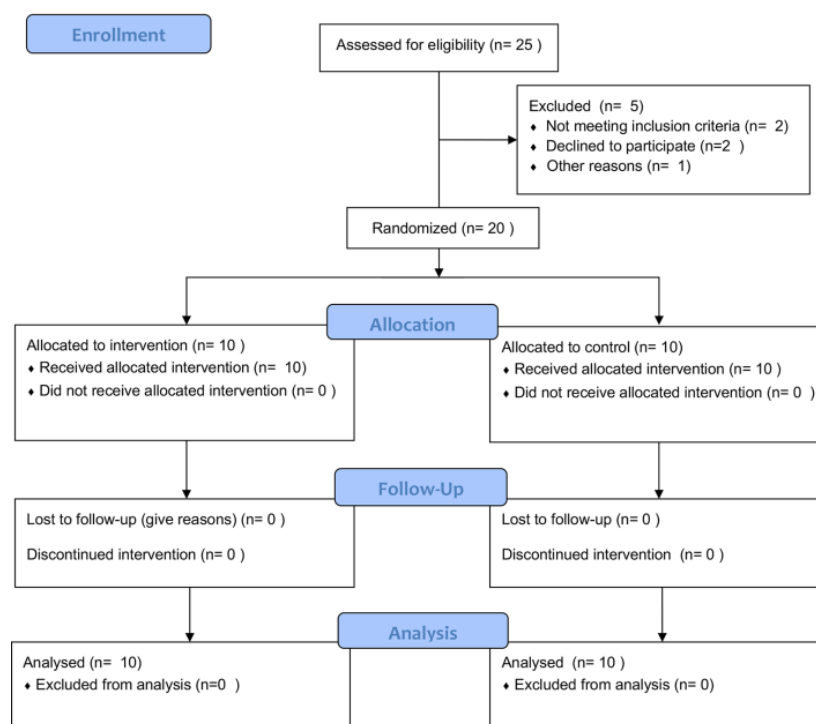 Enrollment
Assessed for eligibility (n= 25 )
Excluded (n= 5)
♦ Not meeting inclusion criteria (n= 2)
♦ Declined to participate (n=2 )
♦ Other reasons (n= 1)
Randomized (n= 20 )
Allocation
Allocated to intervention (n= 10 )
♦ Received allocated intervention (n= 10)
♦ Did not receive allocated intervention (n= 0 )
Allocated to control (n= 10)
♦ Received allocated intervention (n= 10 )
♦ Did not receive allocated intervention (n= 0 )
Follow-Up
Lost to follow-up (give reasons) (n= 0 )
Discontinued intervention (n= 0 )
Lost to follow-up (n= 0 )
Discontinued intervention (n= 0 )
Analysis
Analysed (n= 10)
♦ Excluded from analysis (n=0 )
Analysed (n= 10 )
♦ Excluded from analysis (n= 0)